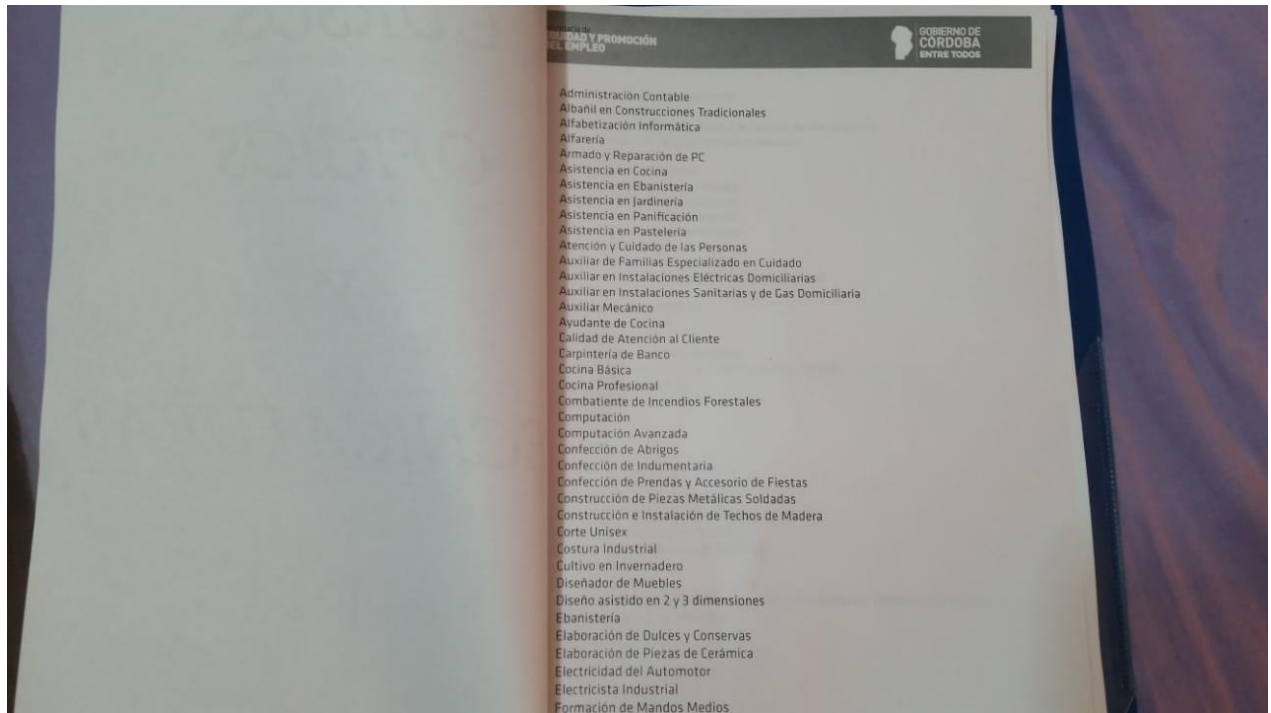 EQUIDAD Y PROMOCIÓN
DEL EMPLEO
GOBIERNO DE
CÓRDOBA
ENTRE TODOS
Administración Contable
Albañil en Construcciones Tradicionales
Alfabetización Informática
Alfarería
Armado y Reparación de PC
Asistencia en Cocina
Asistencia en Ebanistería
Asistencia en Jardinería
Asistencia en Panificación
Asistencia en Pastelería
Atención y Cuidado de las Personas
Auxiliar de Familias Especializado en Cuidado
Auxiliar en Instalaciones Eléctricas Domiciliarias
Auxiliar en Instalaciones Sanitarias y de Gas Domiciliaria
Auxiliar Mecánico
Ayudante de Cocina
Calidad de Atención al Cliente
Carpintería de Banco
Cocina Básica
Cocina Profesional
Combatiente de Incendios Forestales
Computación
Computación Avanzada
Confección de Abrigos
Confección de Indumentaria
Confección de Prendas y Accesorio de Fiestas
Construcción de Piezas Metálicas Soldadas
Construcción e Instalación de Techos de Madera
Corte Unisex
Costura Industrial
Cultivo en Invernadero
Diseñador de Muebles
Diseño asistido en 2 y 3 dimensiones
Ebanistería
Elaboración de Dulces y Conservas
Elaboración de Piezas de Cerámica
Electricidad del Automotor
Electricista Industrial
Formación de Mandos Medios